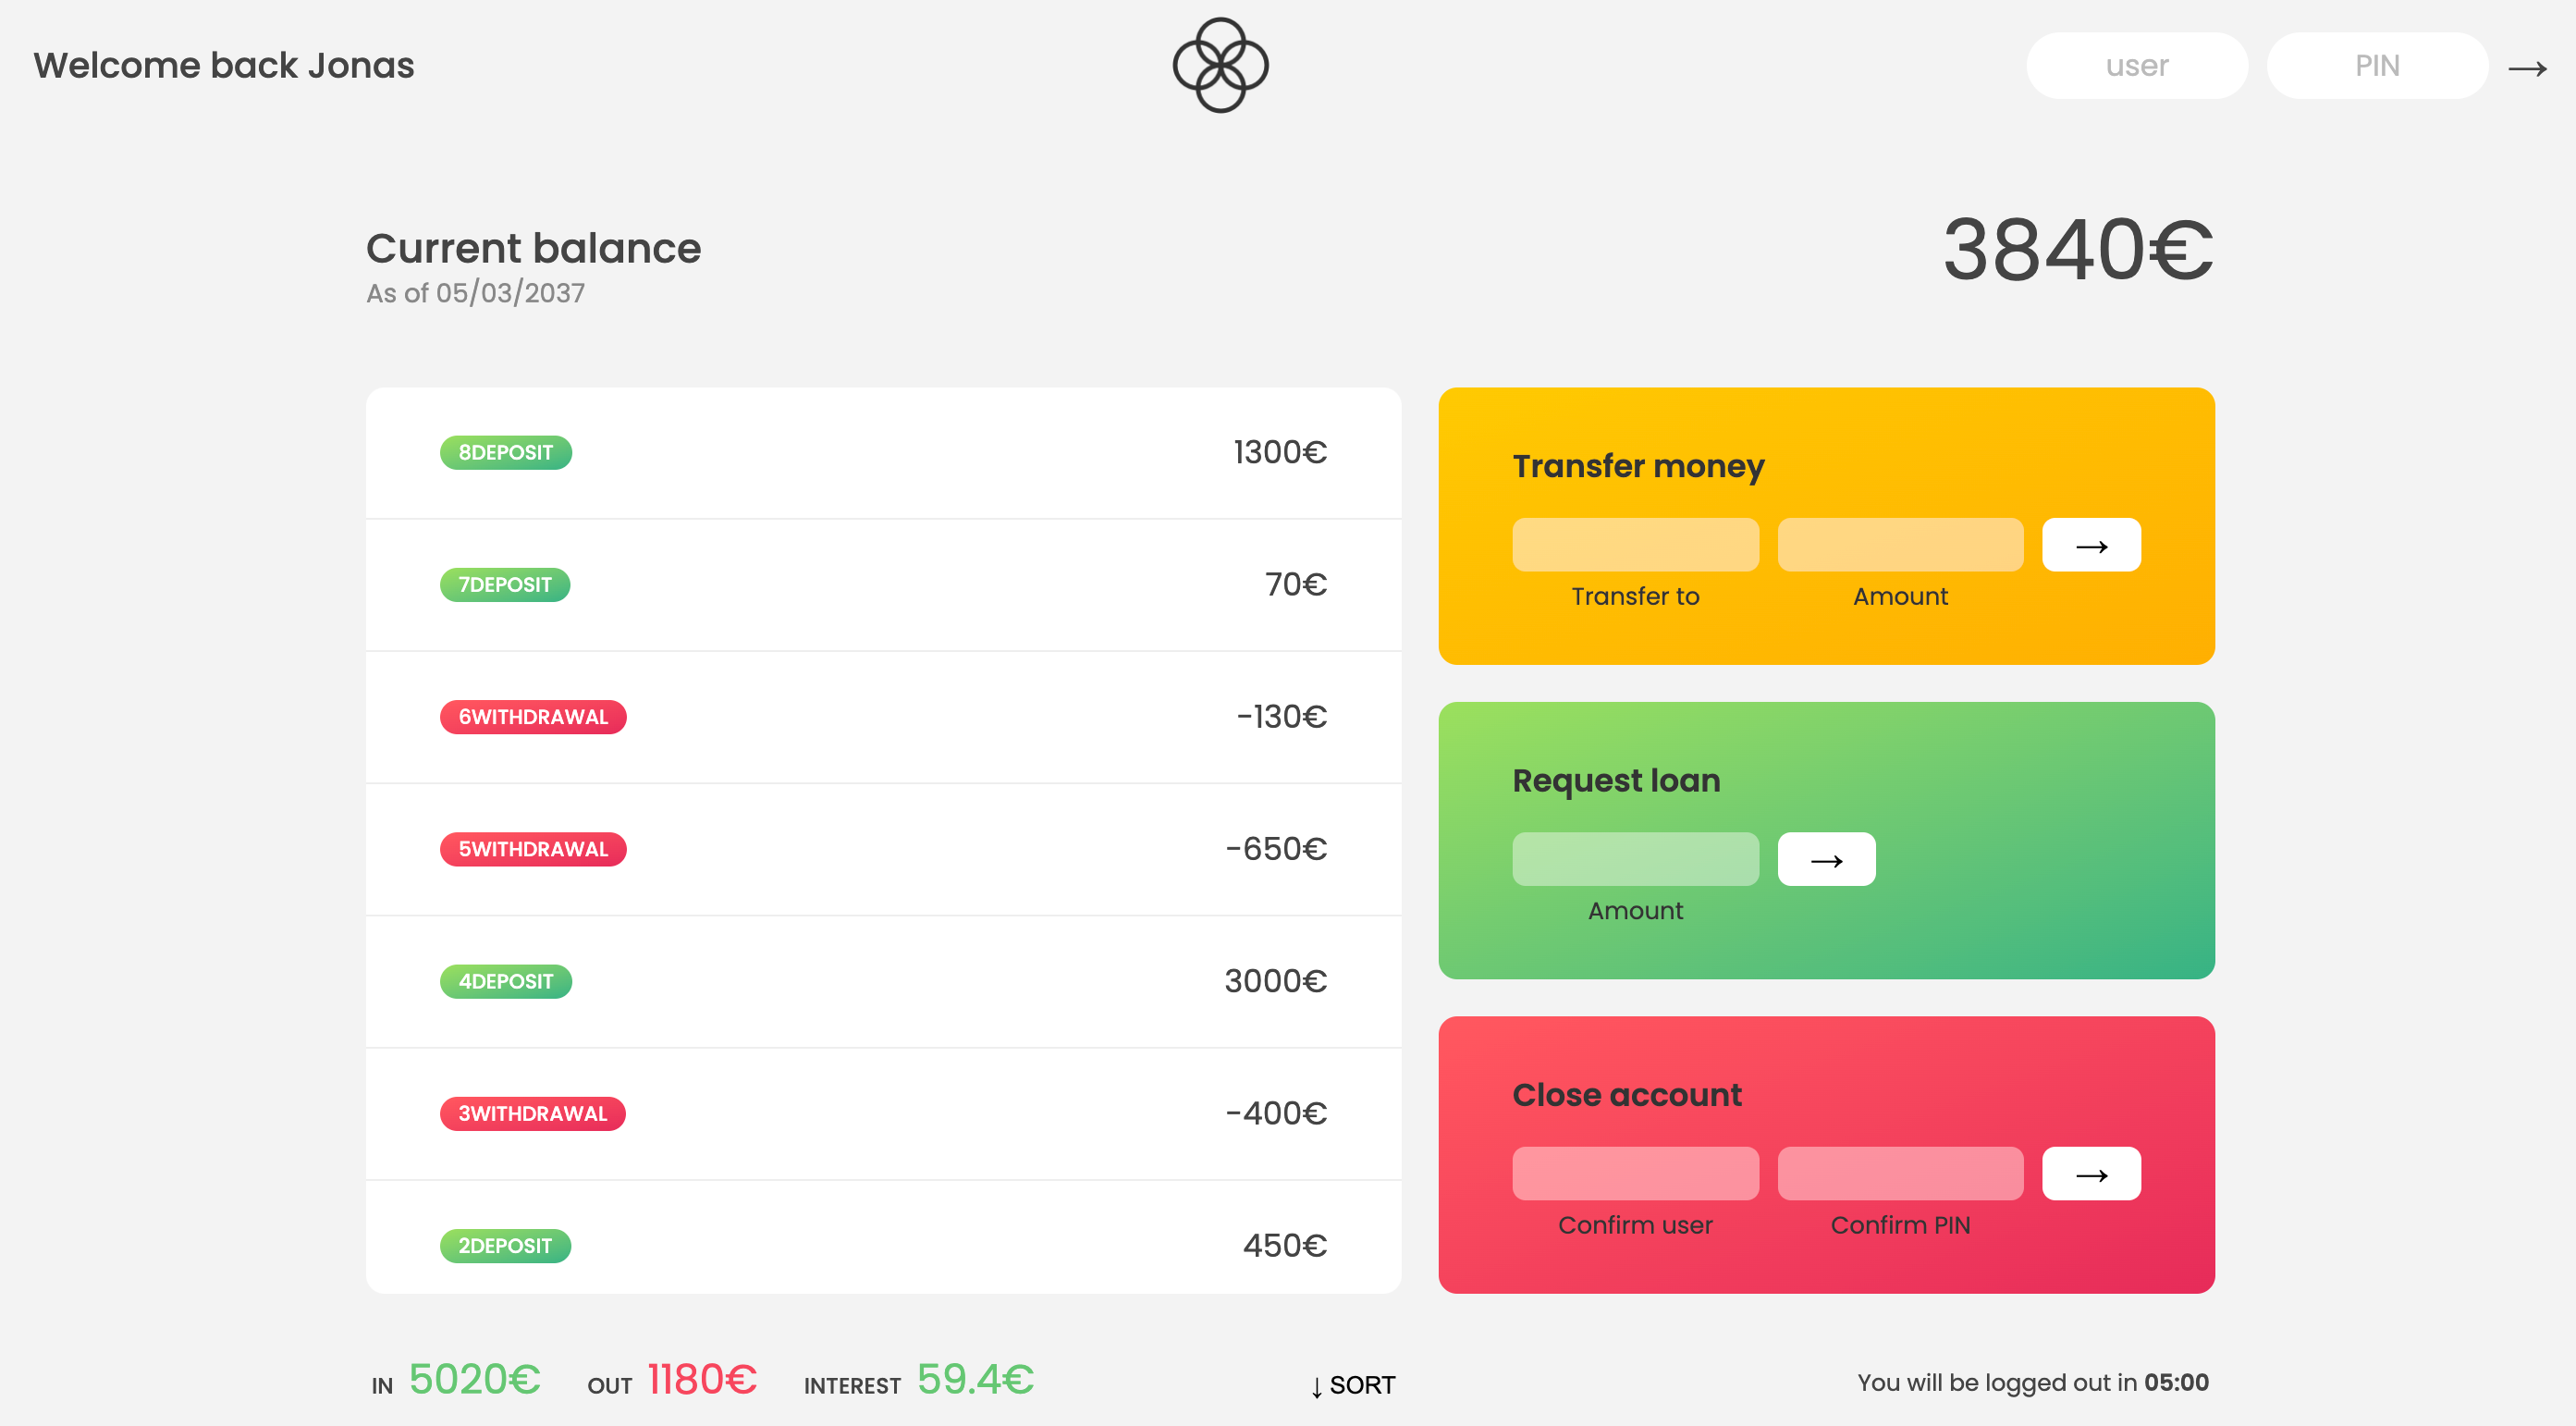 Welcome back Jonas
user
PIN
→
Current balance
As of 05/03/2037
3840€
8DEPOSIT 1300€
7DEPOSIT 70€
6WITHDRAWAL -130€
5WITHDRAWAL -650€
4DEPOSIT 3000€
3WITHDRAWAL -400€
2DEPOSIT 450€
Transfer money
→
Transfer to
Amount
Request loan
→
Amount
Close account
→
Confirm user
Confirm PIN
IN 5020€ OUT 1180€ INTEREST 59.4€
↓ SORT
You will be logged out in 05:00